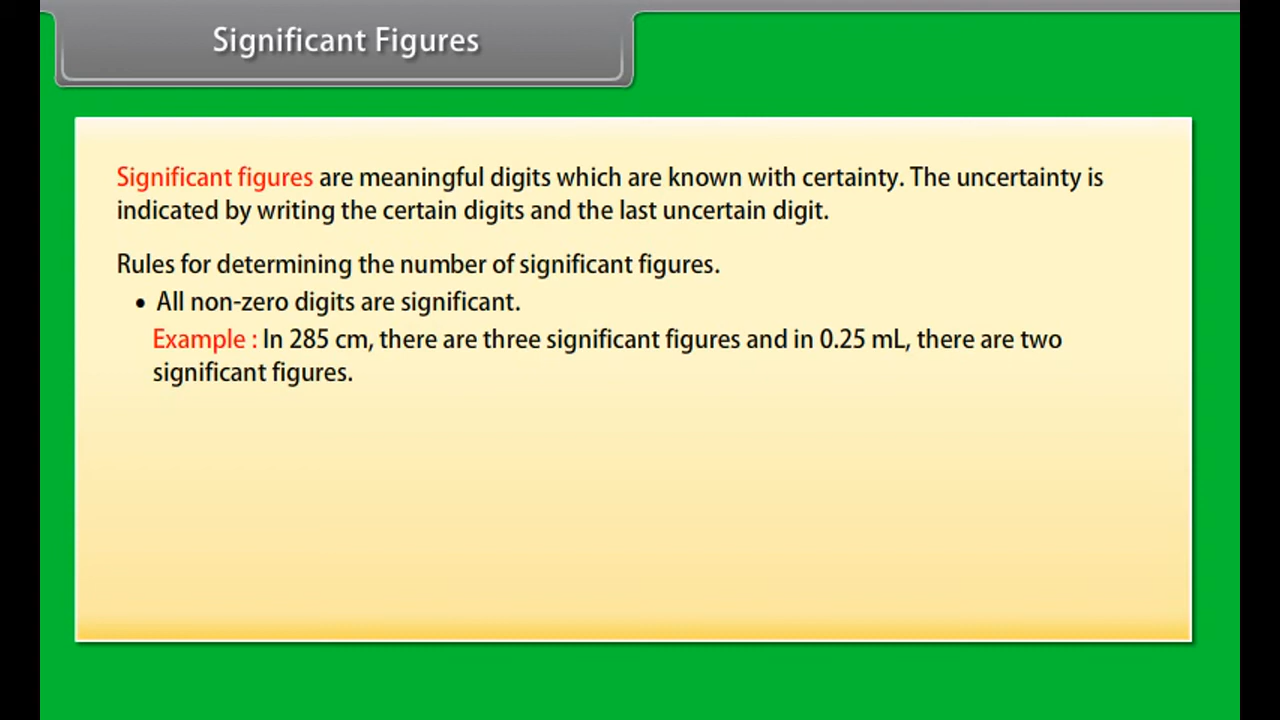 Significant Figures
Significant figures are meaningful digits which are known with certainty. The uncertainty is
indicated by writing the certain digits and the last uncertain digit.
Rules for determining the number of significant figures.
• All non-zero digits are significant.
Example : In 285 cm, there are three significant figures and in 0.25 mL, there are two
significant figures.